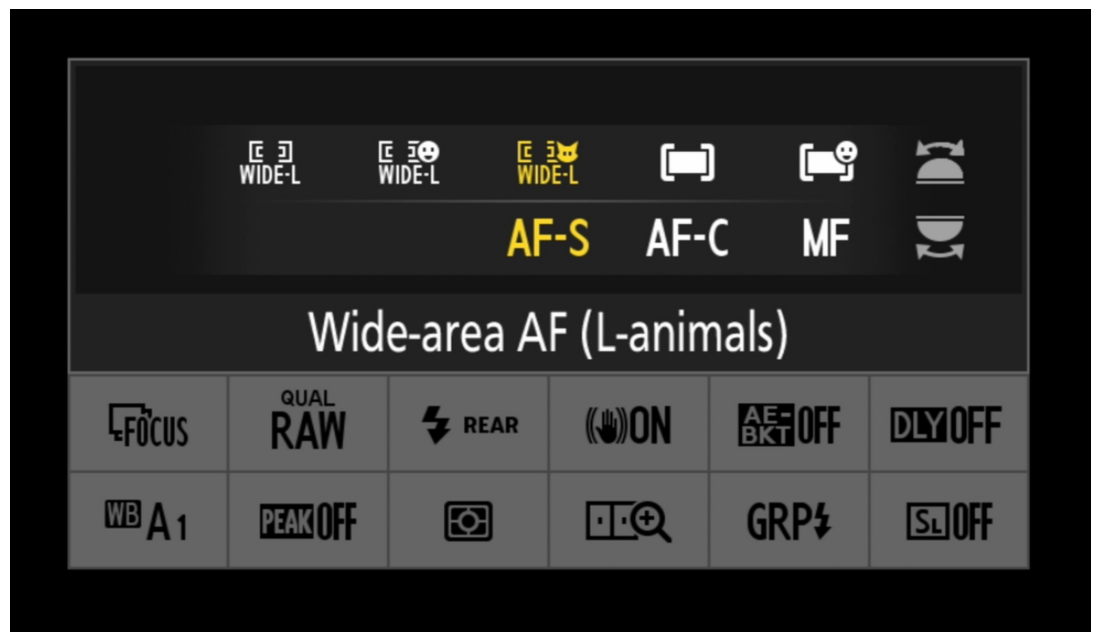 WIDE-L WIDE-L WIDE-L
AF-S AF-C MF
Wide-area AF (L-animals)
FOCUS QUAL RAW REAR ON AE-BKT OFF DLY OFF
WB A1 PEAK OFF GRP SL OFF